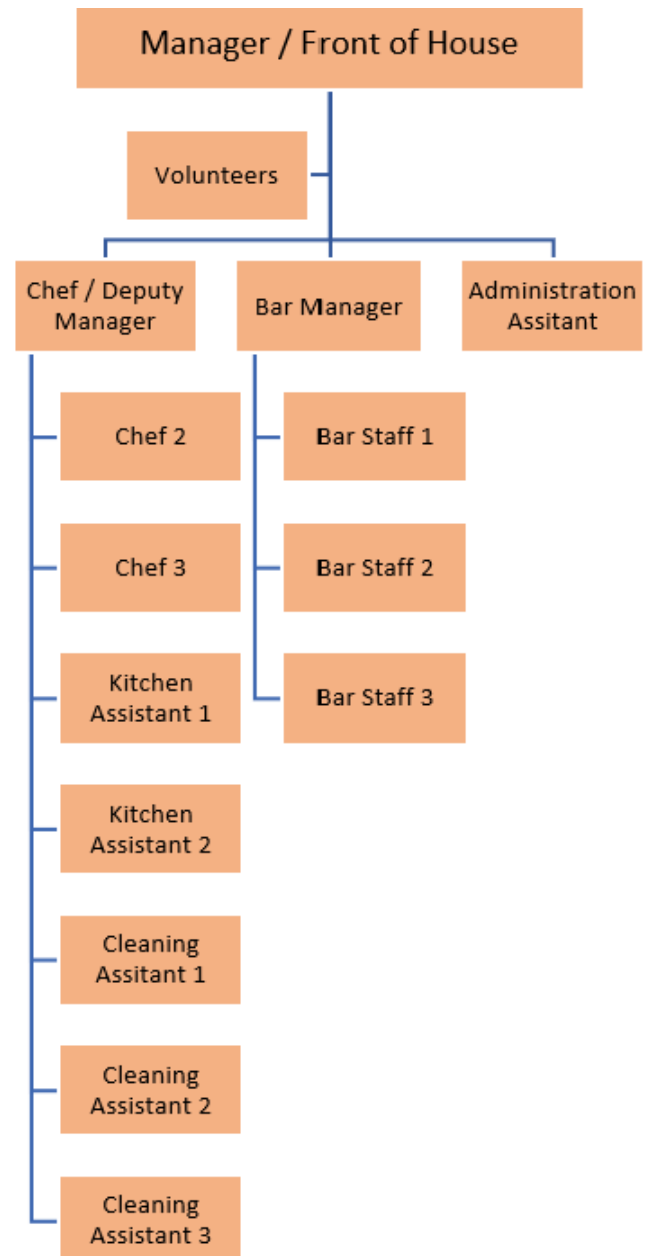 Manager / Front of House
Volunteers
Chef / Deputy
Manager
Bar Manager
Administration
Assitant
Chef 2
Bar Staff 1
Chef 3
Bar Staff 2
Kitchen
Assistant 1
Bar Staff 3
Kitchen
Assistant 2
Cleaning
Assitant 1
Cleaning
Assistant 2
Cleaning
Assistant 3